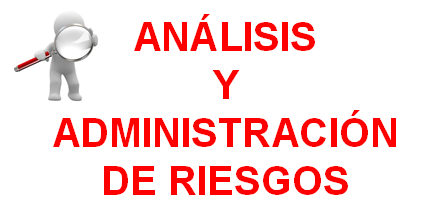 ANÁLISIS
Y
ADMINISTRACIÓN
DE RIESGOS